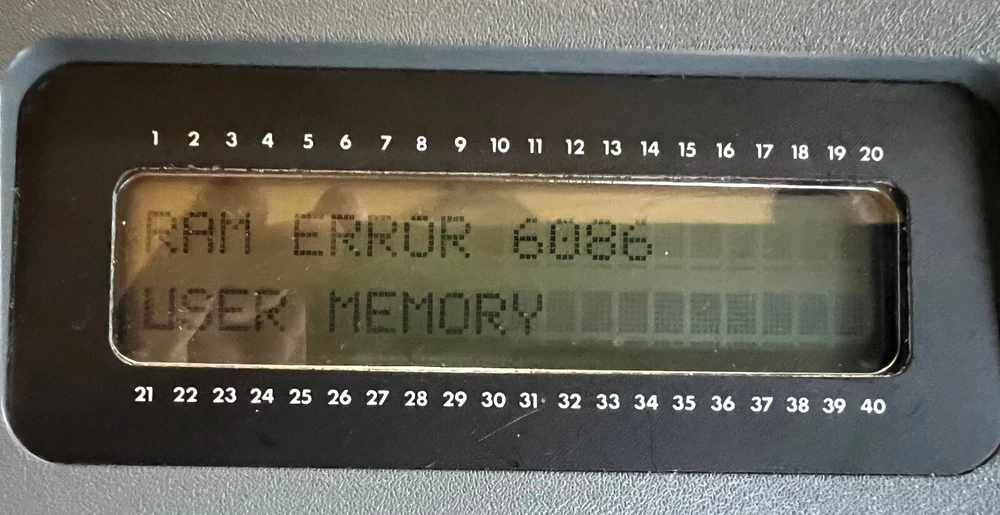 1 2 3 4 5 6 7 8 9 10 11 12 13 14 15 16 17 18 19 20
RAM ERROR 6086
USER MEMORY
21 22 23 24 25 26 27 28 29 30 31 32 33 34 35 36 37 38 39 40